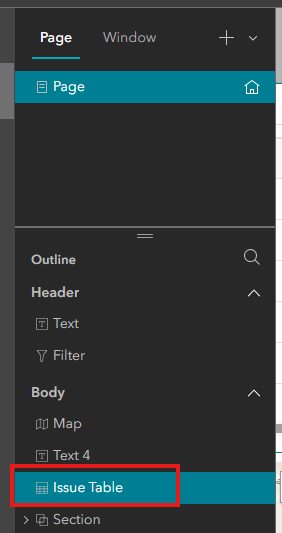 Page Window
Page
Outline
Header
Text
Filter
Body
Map
Text 4
Issue Table
Section